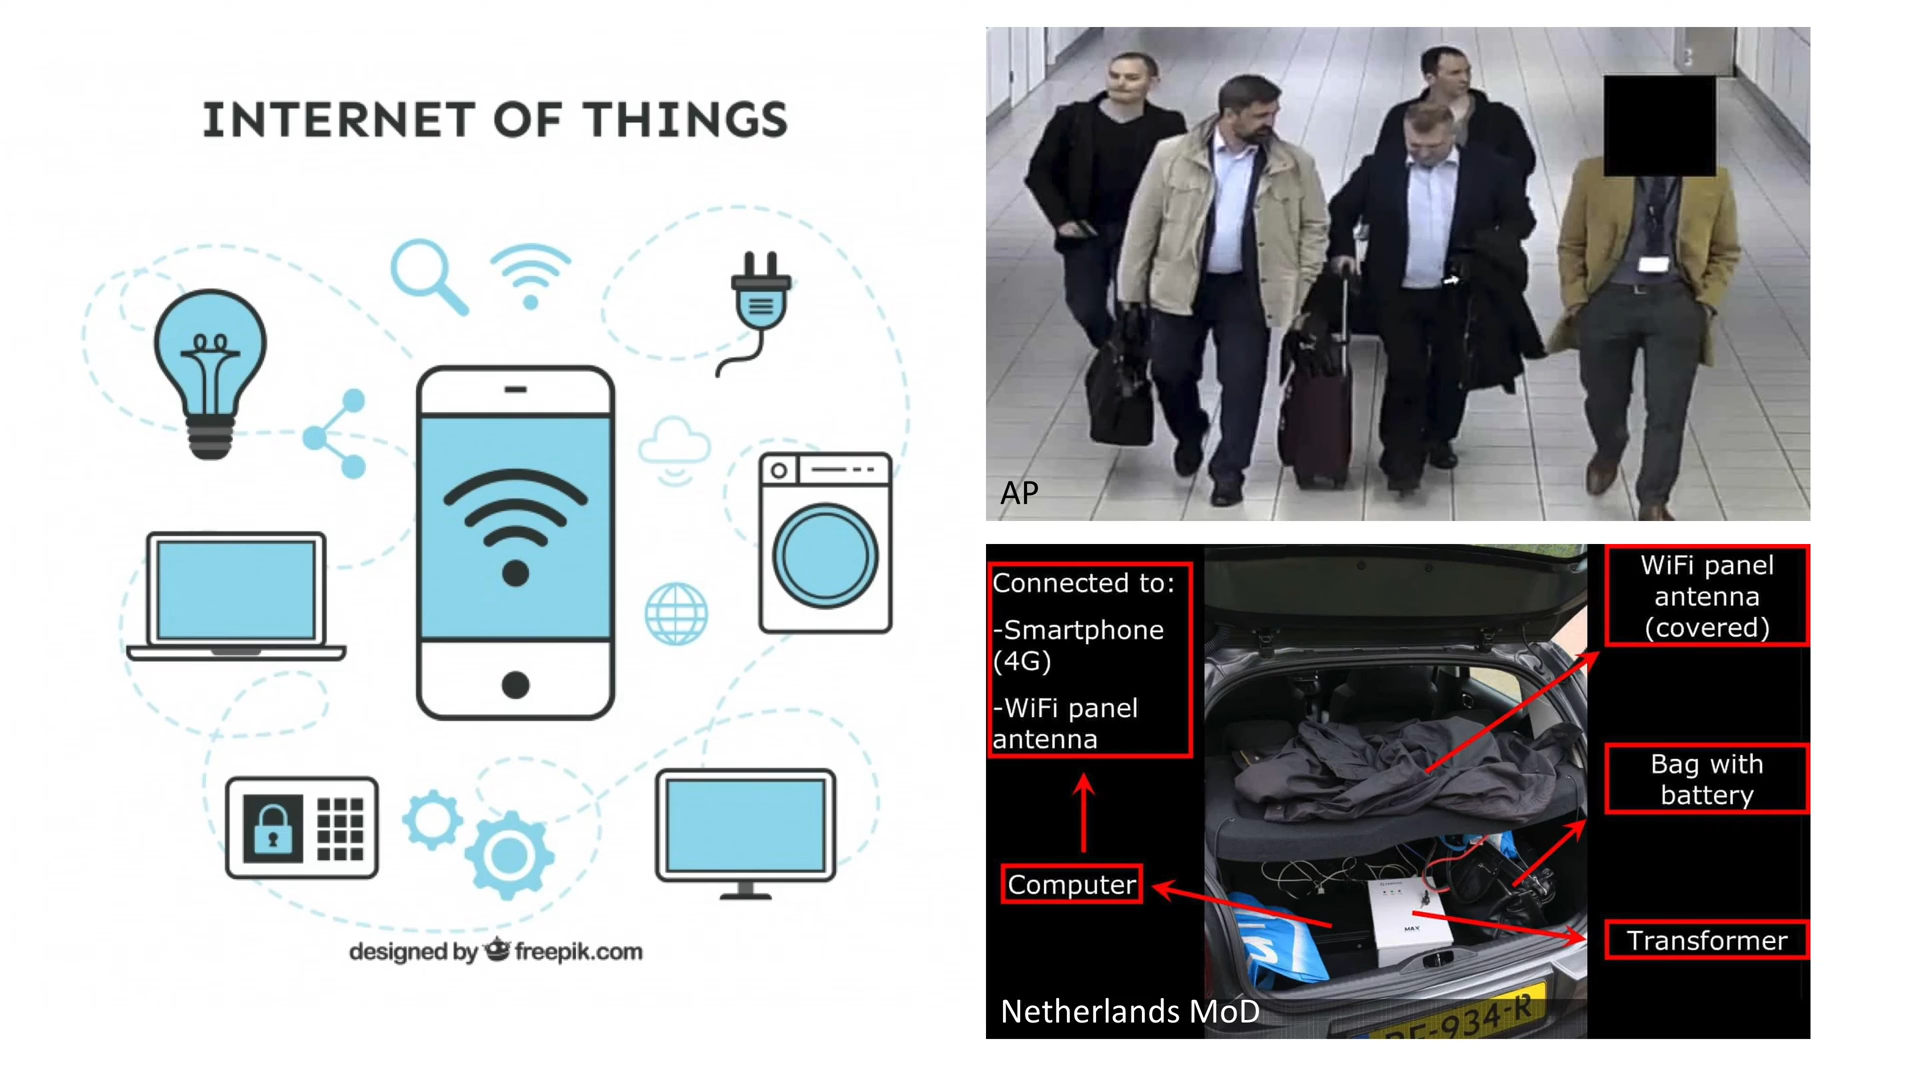 INTERNET OF THINGS
designed by freepik.com
AP
Connected to:
-Smartphone
(4G)
-WiFi panel
antenna
Computer
WiFi panel
antenna
(covered)
Bag with
battery
Transformer
MAX
Netherlands MoD